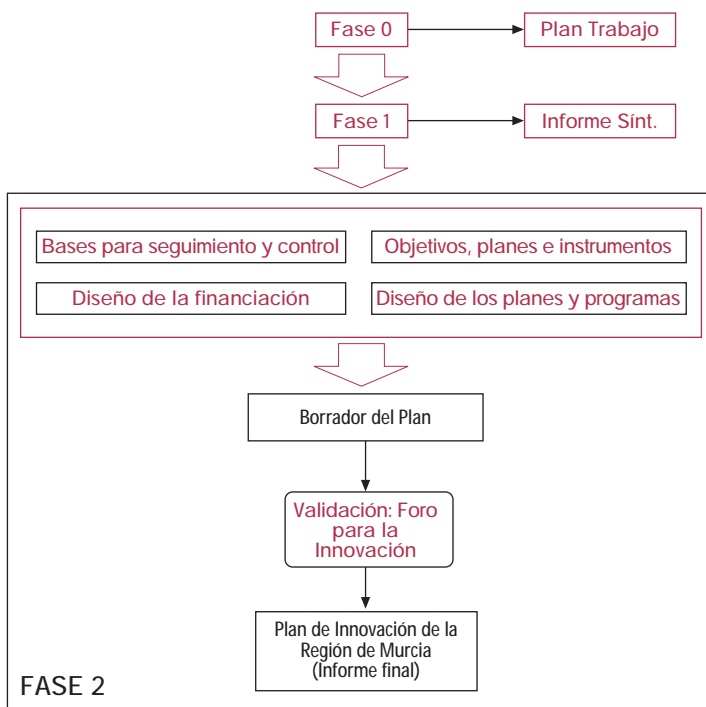 Fase 0
Plan Trabajo
Fase 1
Informe Sínt.
Bases para seguimiento y control
Objetivos, planes e instrumentos
Diseño de la financiación
Diseño de los planes y programas
Borrador del Plan
Validación: Foro
para la
Innovación
Plan de Innovación de la
Región de Murcia
(Informe final)
FASE 2